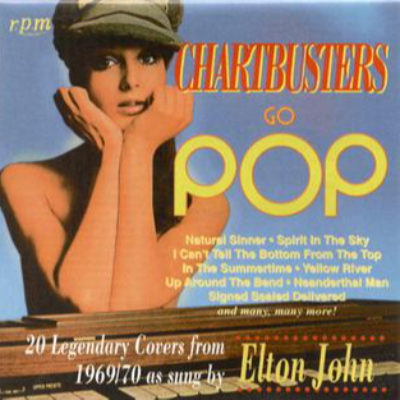 rpm
CHARTBUSTERS
GO
POP
Natural Sinner • Spirit In The Sky
I Can't Tell The Bottom From The Top
In The Summertime • Yellow River
Up Around The Bend • Neanderthal Man
Signed Sealed Delivered
and many, many more!
20 Legendary Covers from
1969/70 as sung by
Elton John